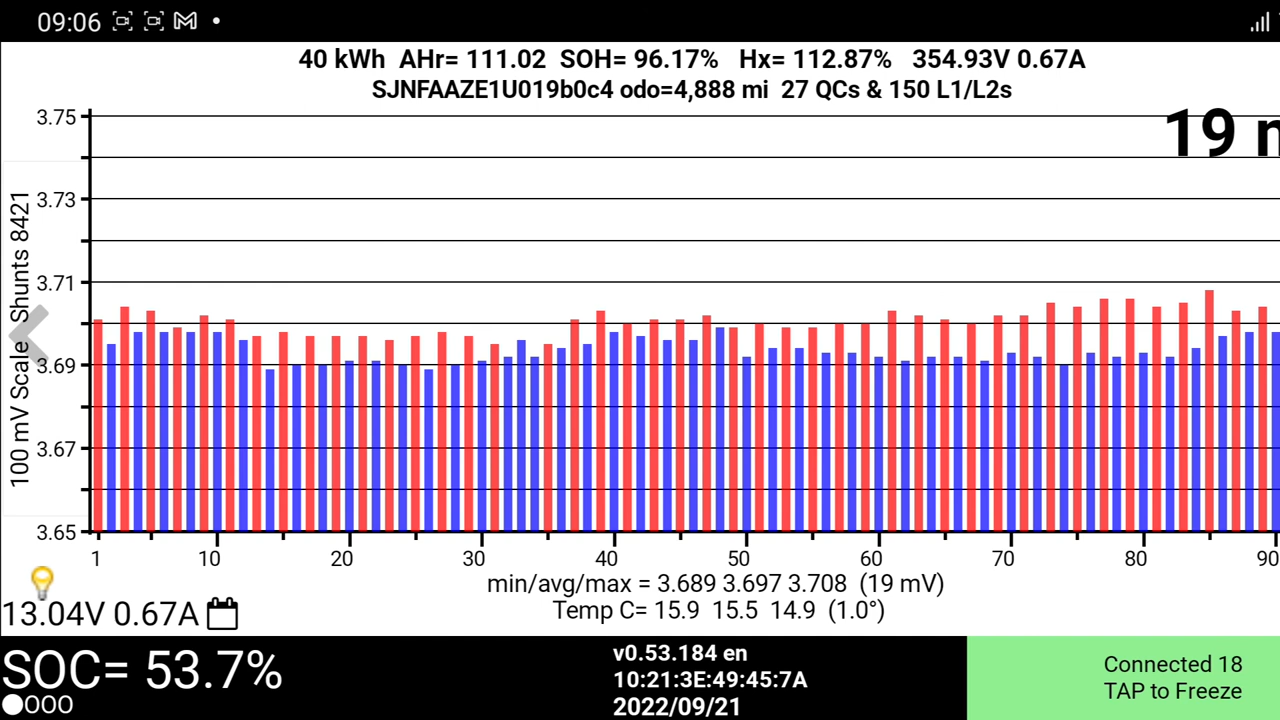 09:06
40 kWh AHr= 111.02 SOH= 96.17% Hx= 112.87% 354.93V 0.67A
SJNFAAZE1U019b0c4 odo=4,888 mi 27 QCs & 150 L1/L2s
19
100 mV Scale Shunts 8421
3.75
3.73
3.71
3.69
3.67
3.65
1 10 20 30 40 50 60 70 80 90
min/avg/max = 3.689 3.697 3.708 (19 mV)
Temp C= 15.9 15.5 14.9 (1.0°)
13.04V 0.67A
SOC= 53.7%
v0.53.184 en
10:21:3E:49:45:7A
2022/09/21
Connected 18
TAP to Freeze